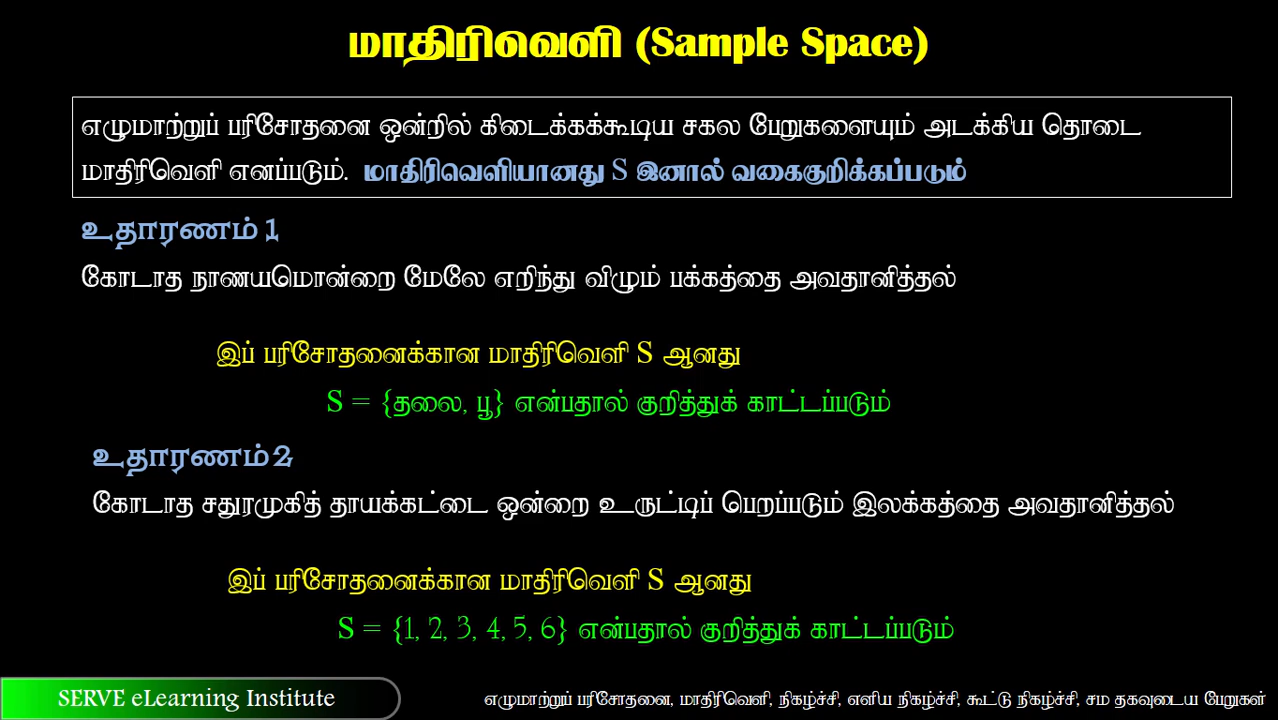 மாதிரிவெளி (Sample Space)
எழுமாற்றுப் பரிசோதனை ஒன்றில் கிடைக்கக்கூடிய சகல பேறுகளையும் அடக்கிய தொடை
மாதிரிவெளி எனப்படும். மாதிரிவெளியானது S இனால் வகைகுறிக்கப்படும்
உதாரணம் 1
கோடாத நாணயமொன்றை மேலே எறிந்து விழும் பக்கத்தை அவதானித்தல்
இப் பரிசோதனைக்கான மாதிரிவெளி S ஆனது
S = {தலை, பூ} என்பதால் குறித்துக் காட்டப்படும்
உதாரணம் 2
கோடாத சதுரமுகித் தாயக்கட்டை ஒன்றை உருட்டிப் பெறப்படும் இலக்கத்தை அவதானித்தல்
இப் பரிசோதனைக்கான மாதிரிவெளி S ஆனது
S = {1, 2, 3, 4, 5, 6} என்பதால் குறித்துக் காட்டப்படும்
SERVE eLearning Institute
எழுமாற்றுப் பரிசோதனை, மாதிரிவெளி, நிகழ்ச்சி, எளிய நிகழ்ச்சி, கூட்டு நிகழ்ச்சி, சம தகவுடைய பேறுகள்